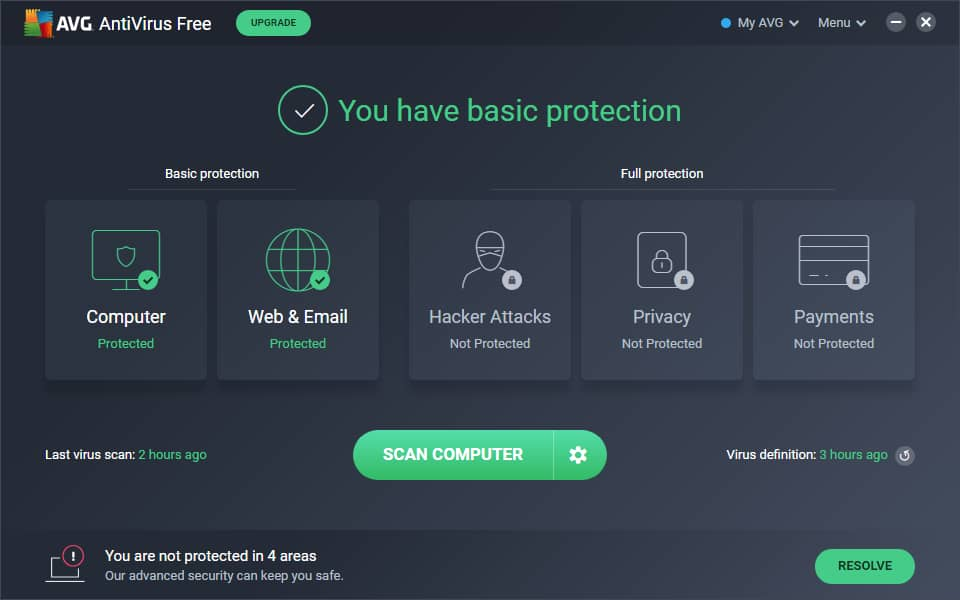 AVG AntiVirus Free
UPGRADE
My AVG
Menu
You have basic protection
Basic protection
Full protection
Computer
Protected
Web & Email
Protected
Hacker Attacks
Not Protected
Privacy
Not Protected
Payments
Not Protected
Last virus scan: 2 hours ago
SCAN COMPUTER
Virus definition: 3 hours ago
You are not protected in 4 areas
Our advanced security can keep you safe.
RESOLVE